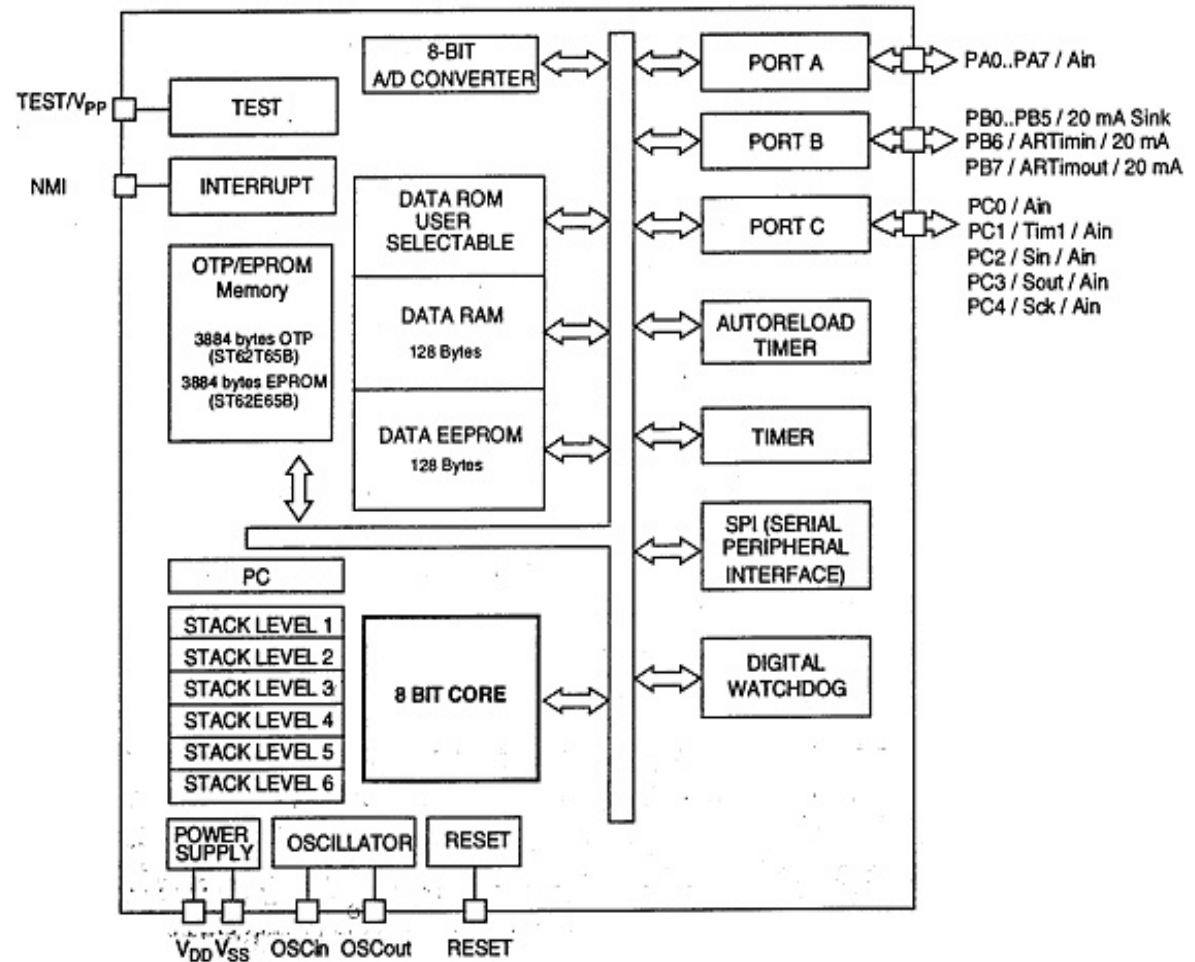 8-BIT
A/D CONVERTER
PORT A
PA0..PA7 / Ain
TEST/VPP
TEST
PORT B
PB0..PB5 / 20 mA Sink
PB6 / ARTimin / 20 mA
PB7 / ARTimout / 20 mA
NMI
INTERRUPT
DATA ROM
USER
SELECTABLE
PORT C
PC0 / Ain
PC1 / Tim1 / Ain
PC2 / Sin / Ain
PC3 / Sout / Ain
PC4 / Sck / Ain
OTP/EPROM
Memory
3884 bytes OTP
(ST62T65B)
3884 bytes EPROM
(ST62E65B)
DATA RAM
128 Bytes
AUTORELOAD
TIMER
DATA EEPROM
128 Bytes
TIMER
SPI (SERIAL
PERIPHERAL
INTERFACE)
PC
STACK LEVEL 1
STACK LEVEL 2
STACK LEVEL 3
STACK LEVEL 4
STACK LEVEL 5
STACK LEVEL 6
8 BIT CORE
DIGITAL
WATCHDOG
POWER
SUPPLY
OSCILLATOR
RESET
VDD VSS OSCin OSCout RESET